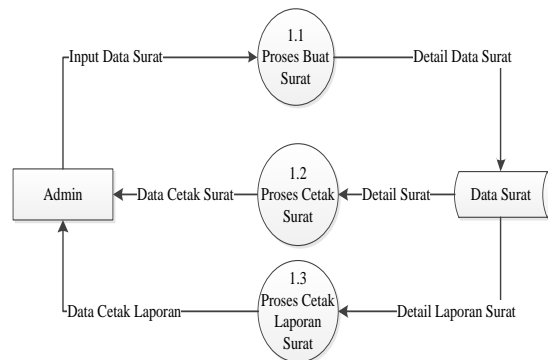 1.1
Input Data Surat
Proses Buat
Surat
Detail Data Surat
1.2
Admin
Data Cetak Surat
Proses Cetak
Surat
Detail Surat
Data Surat
1.3
Data Cetak Laporan
Proses Cetak
Laporan
Surat
Detail Laporan Surat